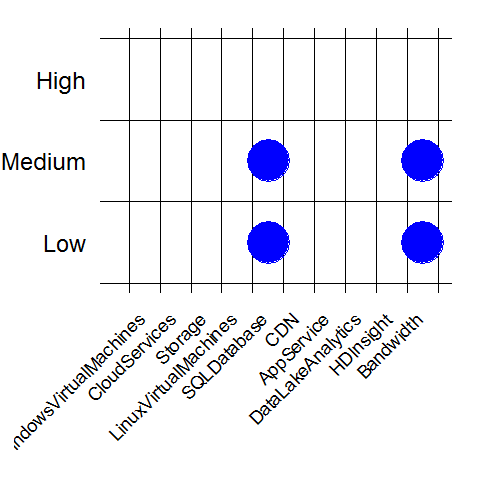 High
Medium
Low
ndowsVirtualMachines
CloudServices
Storage
LinuxVirtualMachines
SQLDatabase
CDN
AppService
DataLakeAnalytics
HDInsight
Bandwidth